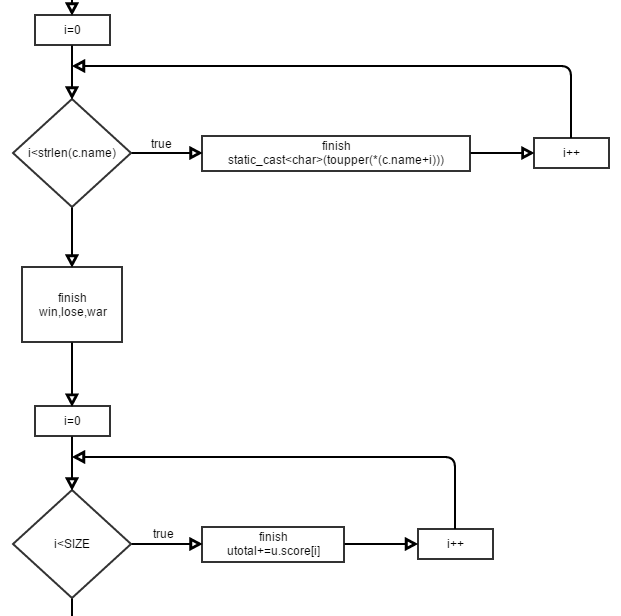 i=0
i<strlen(c.name)
true
finish
static_cast<char>(toupper(*(c.name+i)))
i++
finish
win,lose,war
i=0
i<SIZE
true
finish
utotal+=u.score[i]
i++